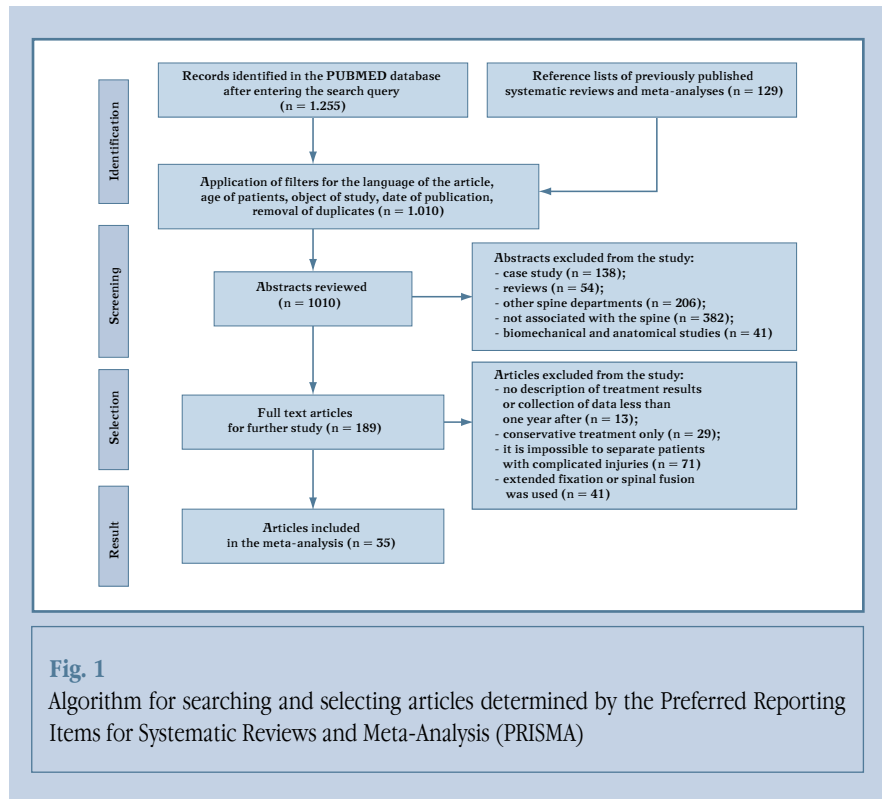 Identification
Records identified in the PUBMED database
after entering the search query
(n = 1.255)
Reference lists of previously published
systematic reviews and meta-analyses (n = 129)
Application of filters for the language of the article,
age of patients, object of study, date of publication,
removal of duplicates (n = 1.010)
Screening
Abstracts reviewed
(n = 1010)
Abstracts excluded from the study:
- case study (n = 138);
- reviews (n = 54);
- other spine departments (n = 206);
- not associated with the spine (n = 382);
- biomechanical and anatomical studies (n = 41)
Selection
Full text articles
for further study (n = 189)
Articles excluded from the study:
- no description of treatment results
or collection of data less than
one year after (n = 13);
- conservative treatment only (n = 29);
- it is impossible to separate patients
with complicated injuries (n = 71)
- extended fixation or spinal fusion
was used (n = 41)
Result
Articles included
in the meta-analysis (n = 35)
Fig. 1
Algorithm for searching and selecting articles determined by the Preferred Reporting
Items for Systematic Reviews and Meta-Analysis (PRISMA)